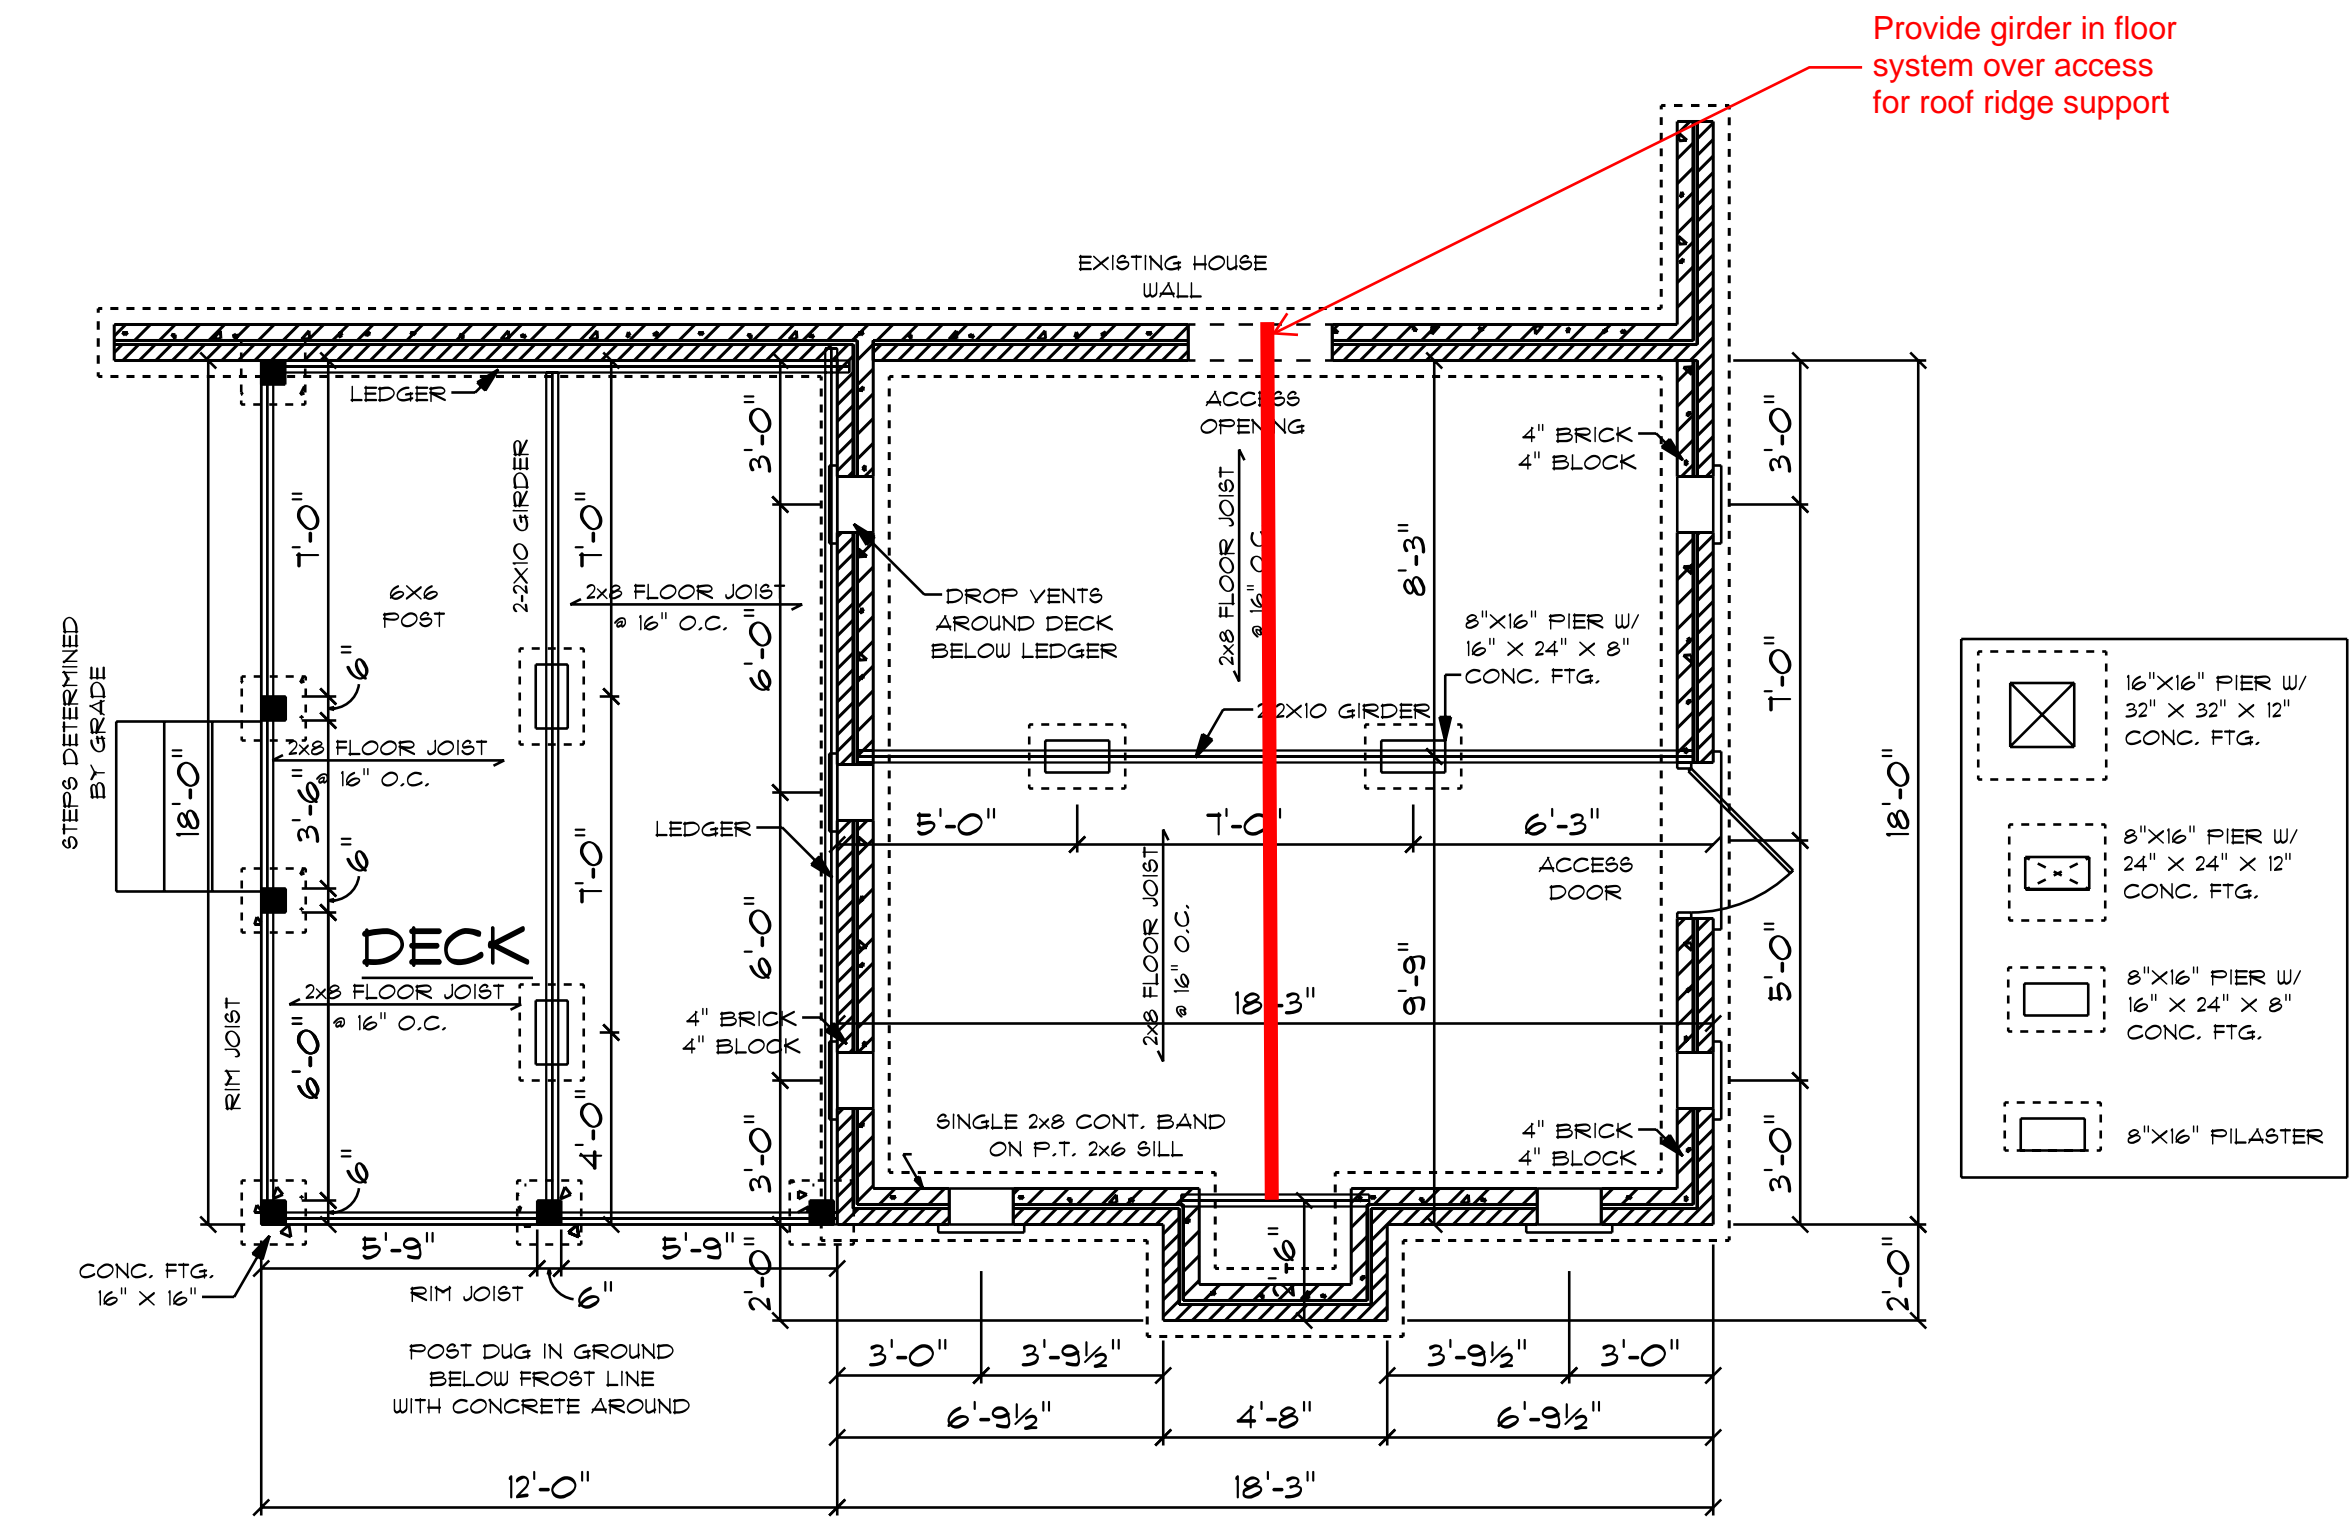 Provide girder in floor
system over access
for roof ridge support
EXISTING HOUSE
WALL
LEDGER
ACCESS
OPENING
4" BRICK
4" BLOCK
3'-0"
3'-0"
2-2X10 GIRDER
7'-0"
7'-0"
2x8 FLOOR JOIST
@ 16" O.C.
6X6
POST
2x8 FLOOR JOIST
@ 16" O.C.
8'-3"
DROP VENTS
AROUND DECK
BELOW LEDGER
8"X16" PIER W/
16" X 24" X 8"
CONC. FTG.
6'-0"
7'-0"
6"
STEPS DETERMINED
BY GRADE
18'-0"
2x8 FLOOR JOIST
@ 16" O.C.
3'-6"
2-2X10 GIRDER
16"X16" PIER W/
32" X 32" X 12"
CONC. FTG.
8"X16" PIER W/
24" X 24" X 12"
CONC. FTG.
8"X16" PIER W/
16" X 24" X 8"
CONC. FTG.
8"X16" PILASTER
LEDGER
5'-0"
7'-0"
6'-3"
18'-0"
6"
7'-0"
ACCESS
DOOR
2x8 FLOOR JOIST
@ 16" O.C.
DECK
6'-0"
9'-9"
5'-0"
2x8 FLOOR JOIST
@ 16" O.C.
18'-3"
RIM JOIST
6'-0"
4" BRICK
4" BLOCK
4'-0"
SINGLE 2x8 CONT. BAND
ON P.T. 2x6 SILL
4" BRICK
4" BLOCK
3'-0"
3'-0"
6"
5'-9"
5'-9"
2'-0"
2'-6"
2'-0"
CONC. FTG.
16" X 16"
RIM JOIST
6"
POST DUG IN GROUND
BELOW FROST LINE
WITH CONCRETE AROUND
3'-0"
3'-9½"
3'-9½"
3'-0"
6'-9½"
4'-8"
6'-9½"
12'-0"
18'-3"